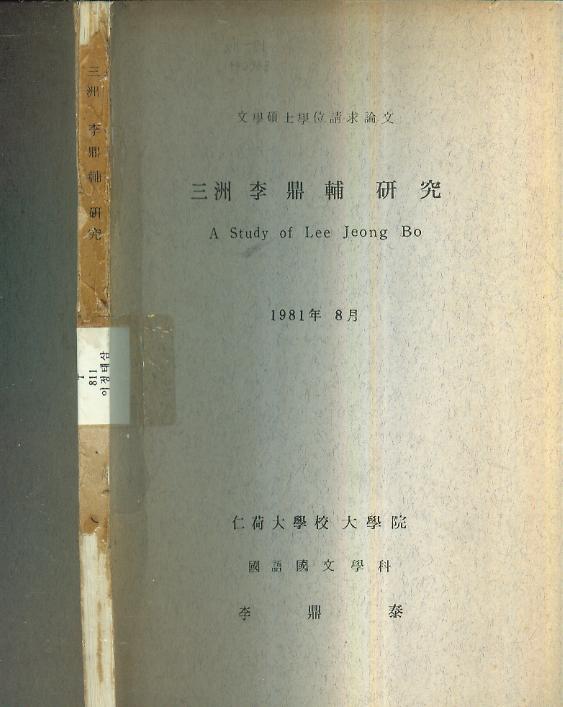 文學碩士學位請求論文
三洲 李鼎輔 硏究
A Study of Lee Jeong Bo
1981年 8月
仁荷大學校 大學院
國語國文學科
李鼎泰
三洲 李鼎輔 硏究
T
811
이정태삼